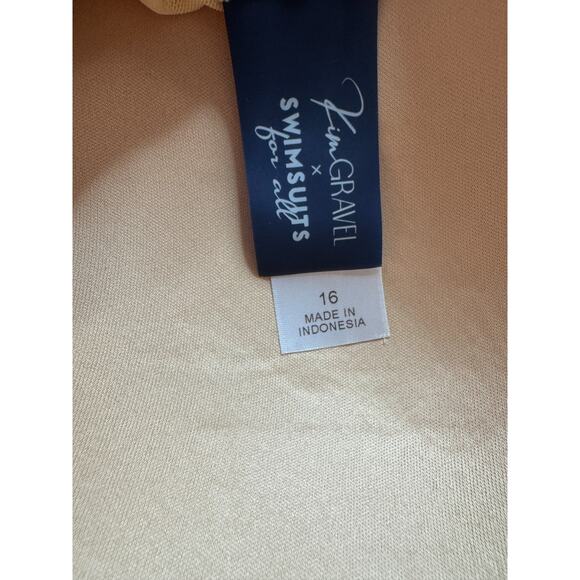 Kim GRAVEL
×
SWIMSUITS
for all
16
MADE IN
INDONESIA